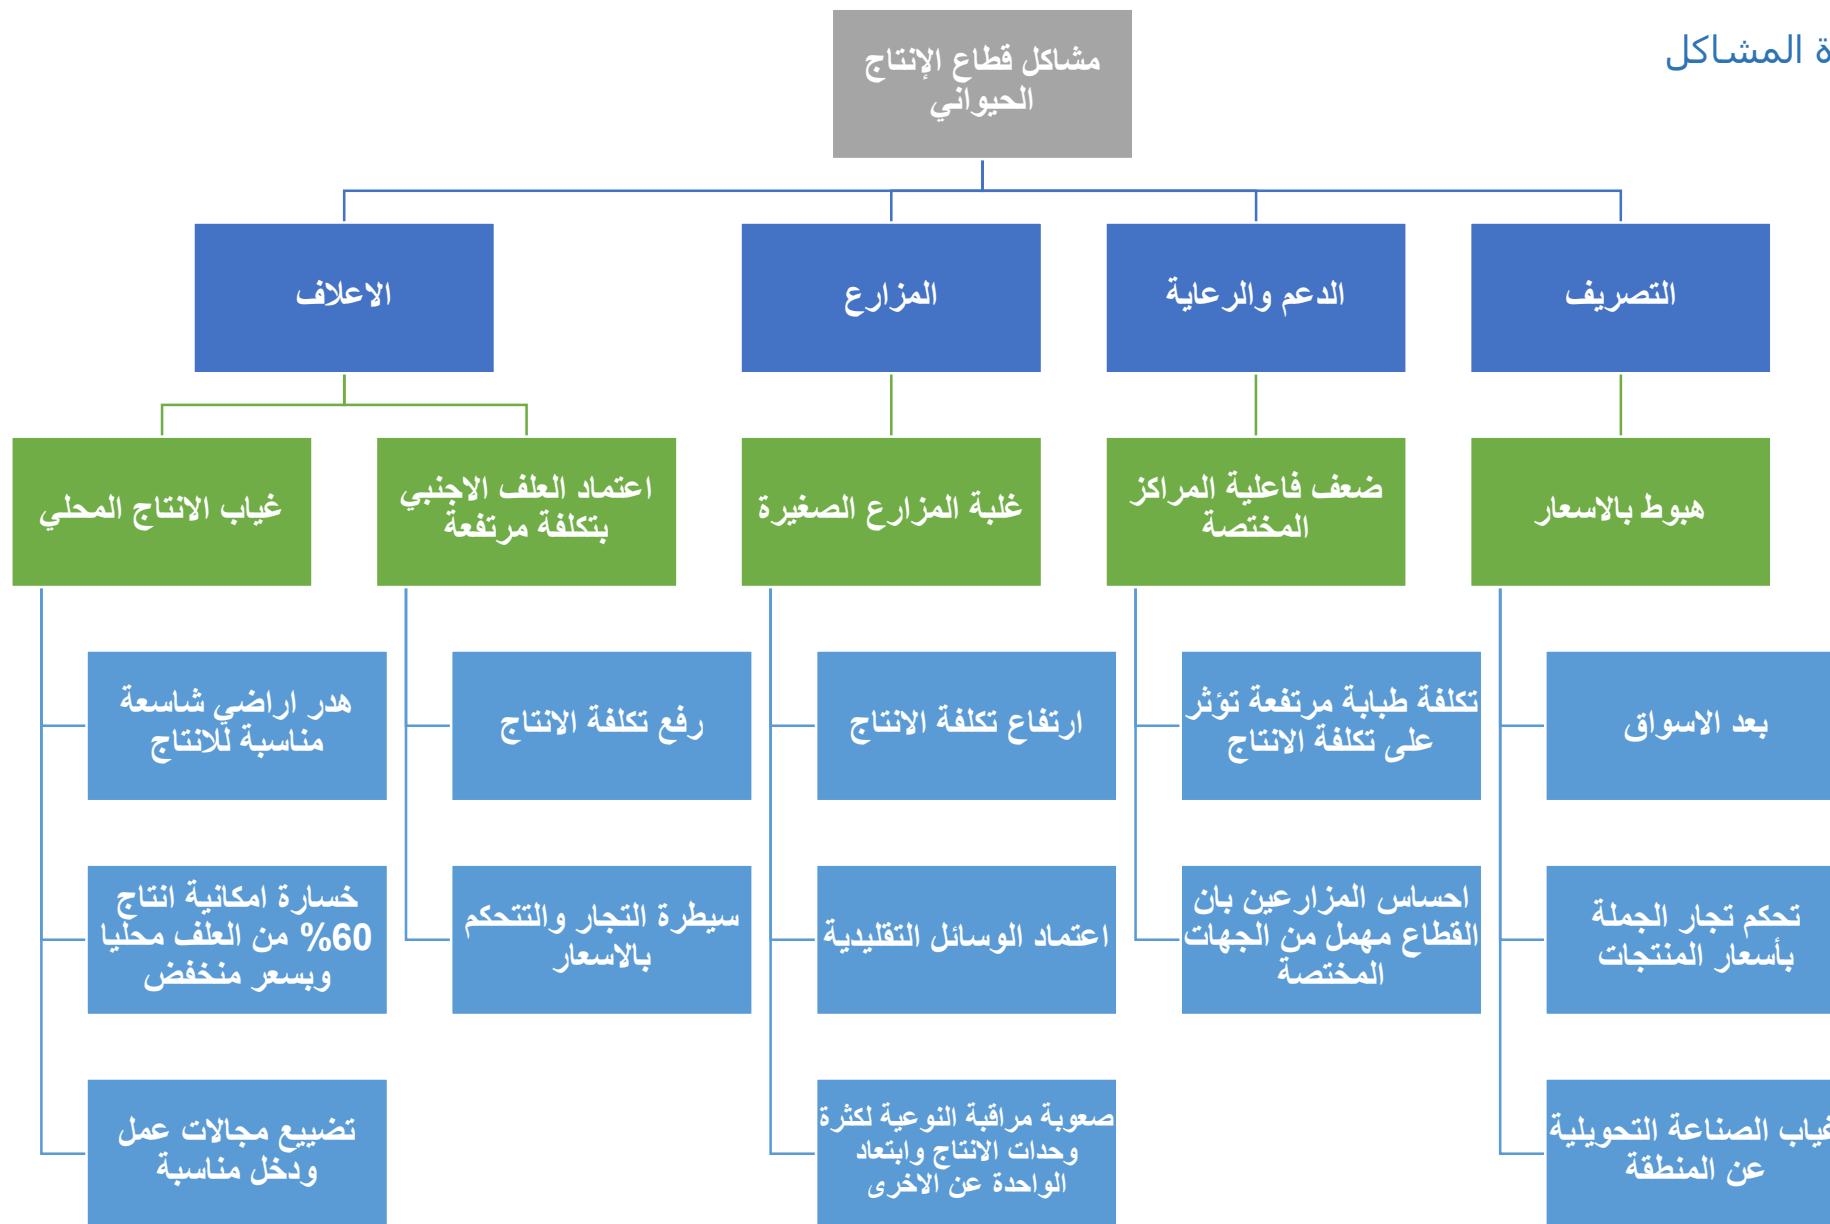 ة المشاكل
مشاكل قطاع الإنتاج
الحيواني
التصريف
الدعم والرعاية
المزارع
الاعلاف
هبوط بالاسعار
ضعف فاعلية المراكز
المختصة
غلبة المزارع الصغيرة
اعتماد العلف الاجنبي
بتكلفة مرتفعة
غياب الانتاج المحلي
بعد الاسواق
تكلفة طبابة مرتفعة تؤثر
على تكلفة الانتاج
ارتفاع تكلفة الانتاج
رفع تكلفة الانتاج
هدر اراضي شاسعة
مناسبة للانتاج
تحكم تجار الجملة
بأسعار المنتجات
احساس المزارعين بان
القطاع مهمل من الجهات
المختصة
اعتماد الوسائل التقليدية
سيطرة التجار والتتحكم
بالاسعار
خسارة امكانية انتاج
60% من العلف محليا
وبسعر منخفض
غياب الصناعة التحويلية
عن المنطقة
صعوبة مراقبة النوعية لكثرة
وحدات الانتاج وابتعاد
الواحدة عن الاخرى
تضييع مجالات عمل
ودخل مناسبة